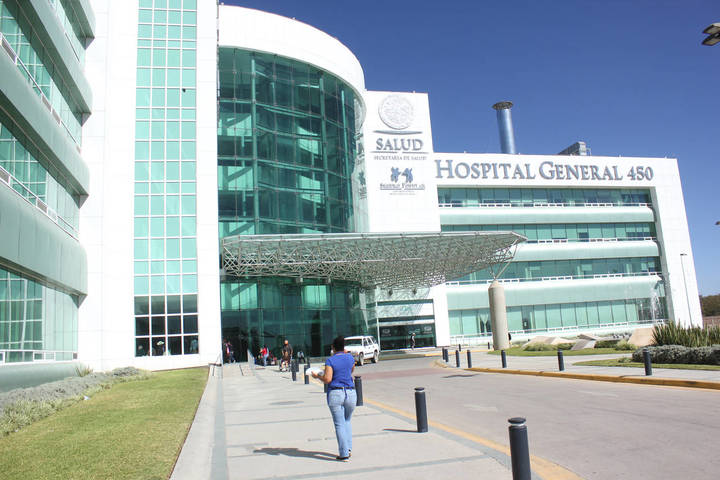 SALUD
SECRETARÍA DE SALUD
HOSPITAL GENERAL 450